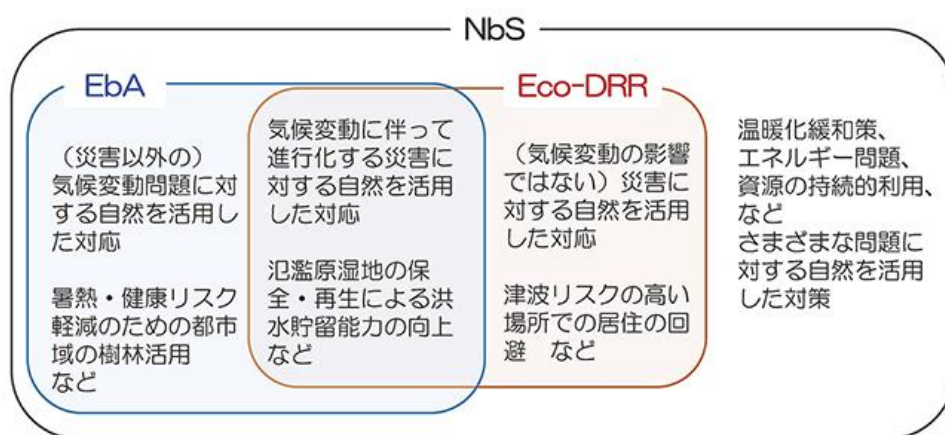 NbS
EbA
（災害以外の）
気候変動問題に対
する自然を活用し
た対応
暑熱・健康リスク
軽減のための都市
域の樹林活用
など
気候変動に伴って
進行化する災害に
対する自然を活用
した対応
氾濫原湿地の保
全・再生による洪
水貯留能力の向上
など
Eco-DRR
（気候変動の影響
ではない）災害に
対する自然を活用
した対応
津波リスクの高い
場所での居住の回
避　など
温暖化緩和策、
エネルギー問題、
資源の持続的利用、
など
さまざまな問題に
対する自然を活用
した対策